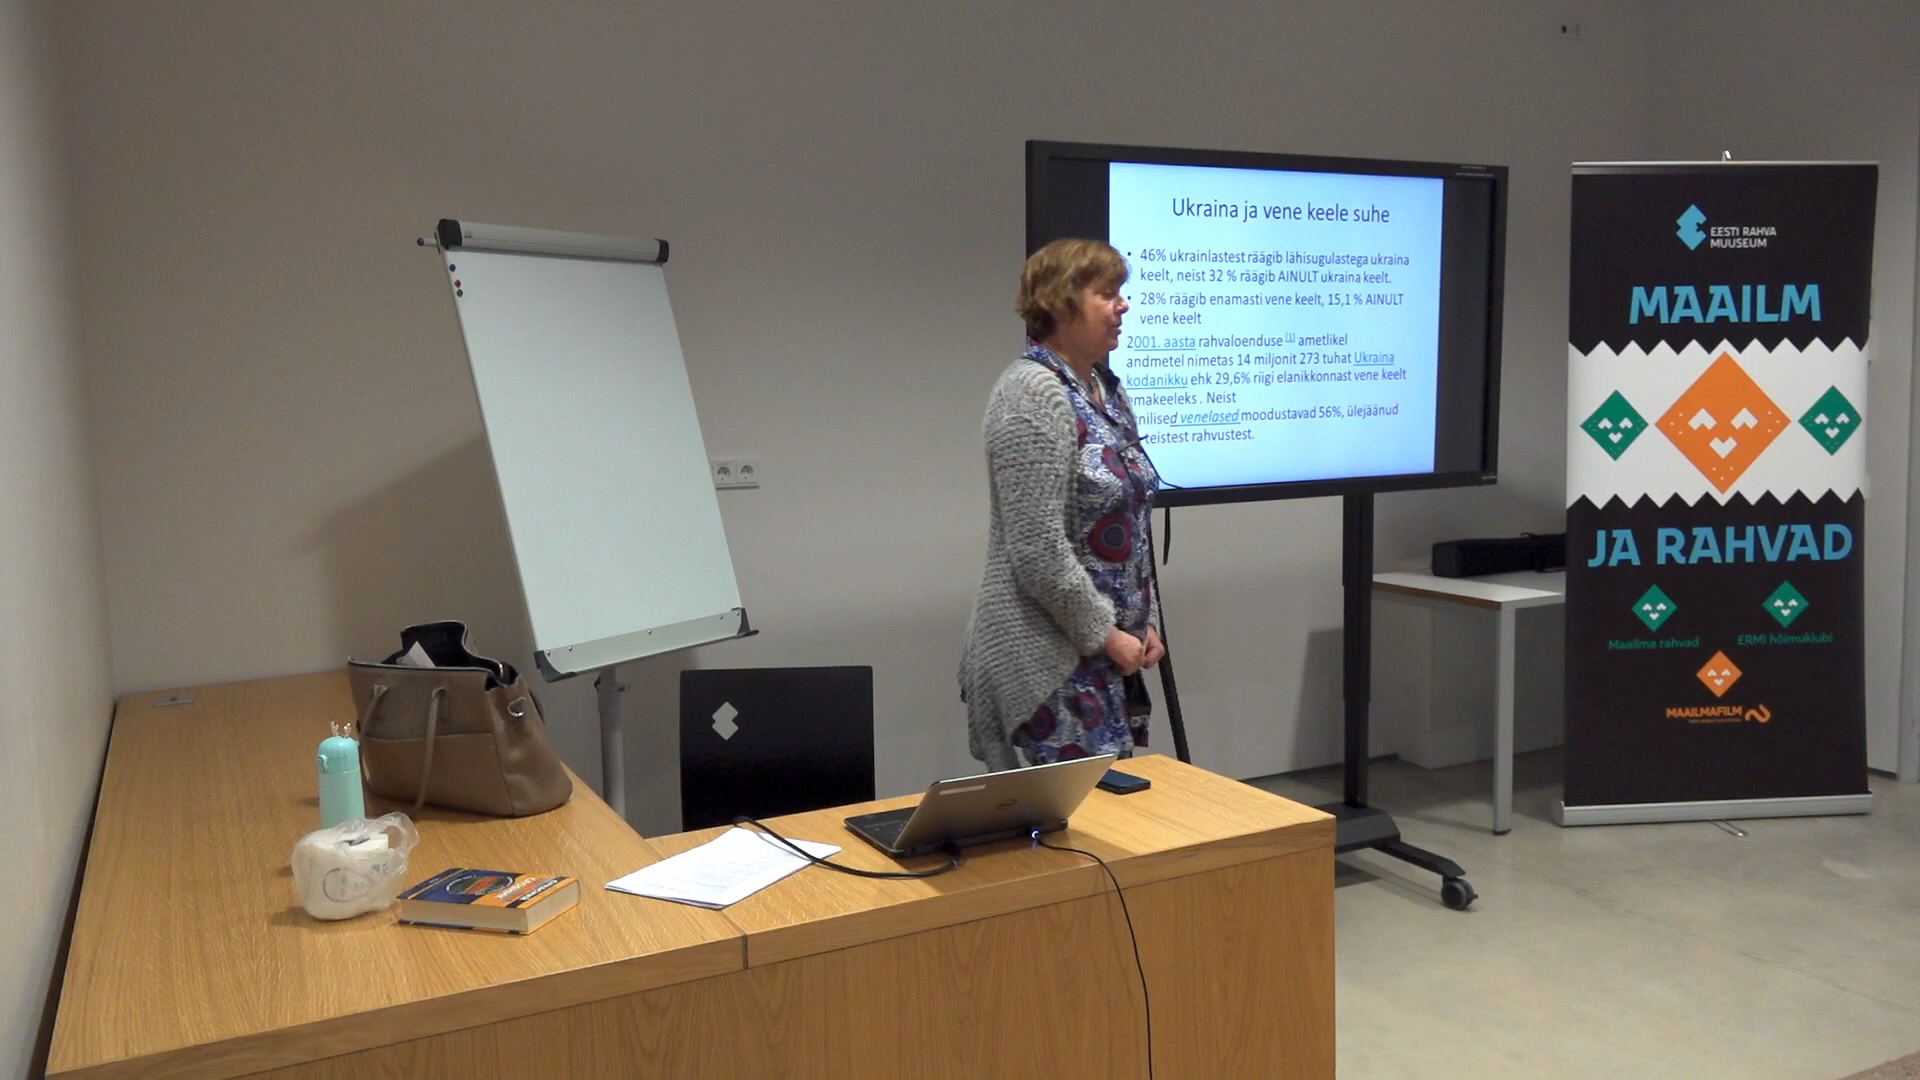 Ukraina ja vene keele suhe
• 46% ukrainlastest räägib lähisugulastega ukraina
keelt, neist 32 % räägib AINULT ukraina keelt.
• 28% räägib enamasti vene keelt, 15,1 % AINULT
vene keelt
2001. aasta rahvaloenduse [1] ametlikel
andmetel nimetas 14 miljonit 273 tuhat Ukraina
kodanikku ehk 29,6% riigi elanikkonnast vene keelt
emakeeleks . Neist
nilised venelased moodustavad 56%, ülejäänud
teistest rahvustest.
EESTI RAHVA
MUUSEUM
MAAILM
JA RAHVAD
Maailma rahvad
ERMi hõimuklubi
MAAILMAFILM